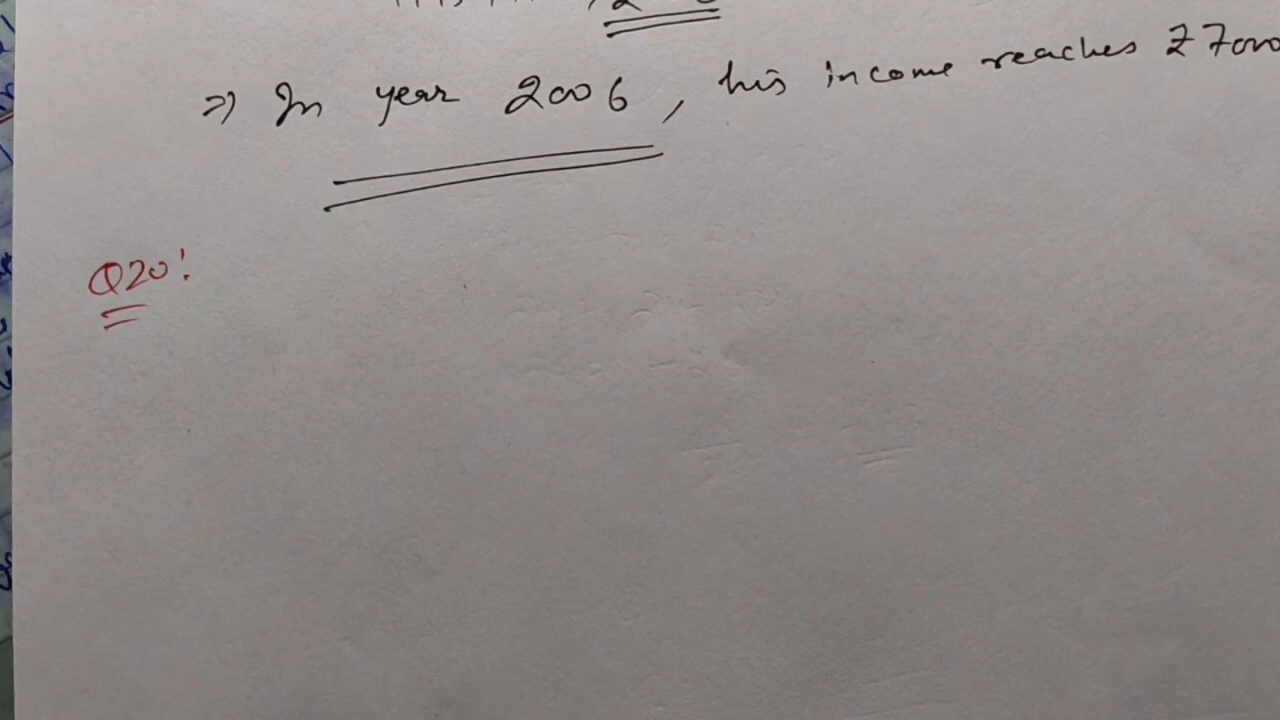 ⇒ In year 2006, his income reaches ₹7000
Q20: